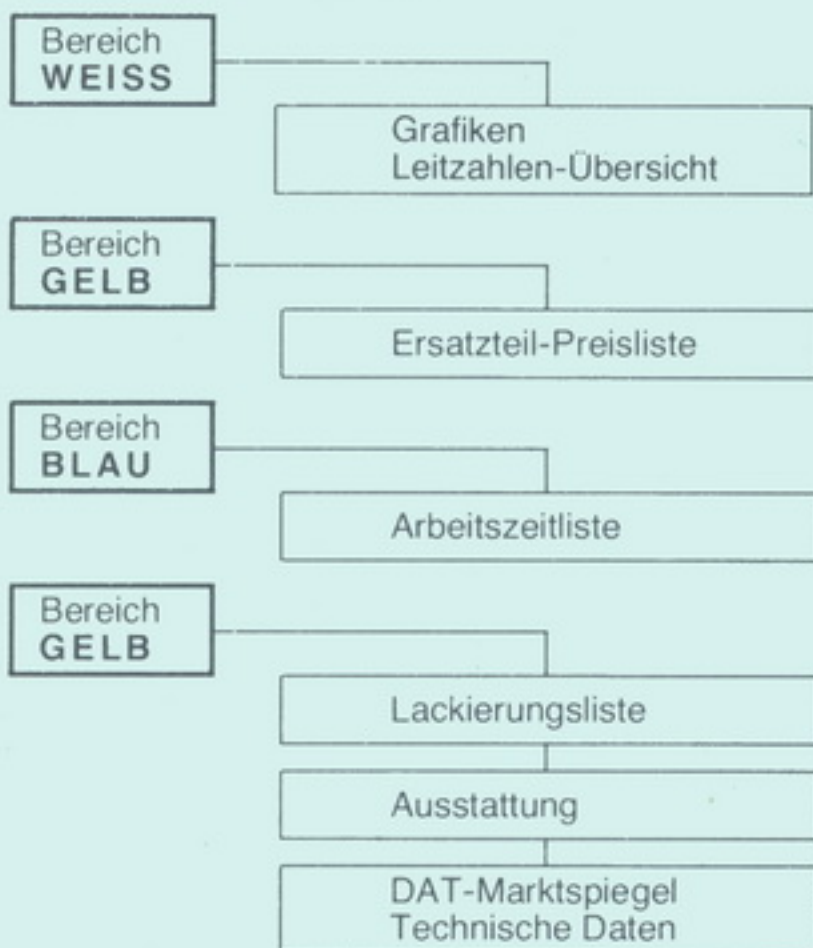 Bereich
WEISS
Grafiken
Leitzahlen-Übersicht
Bereich
GELB
Ersatzteil-Preisliste
Bereich
BLAU
Arbeitszeitliste
Bereich
GELB
Lackierungsliste
Ausstattung
DAT-Marktspiegel
Technische Daten